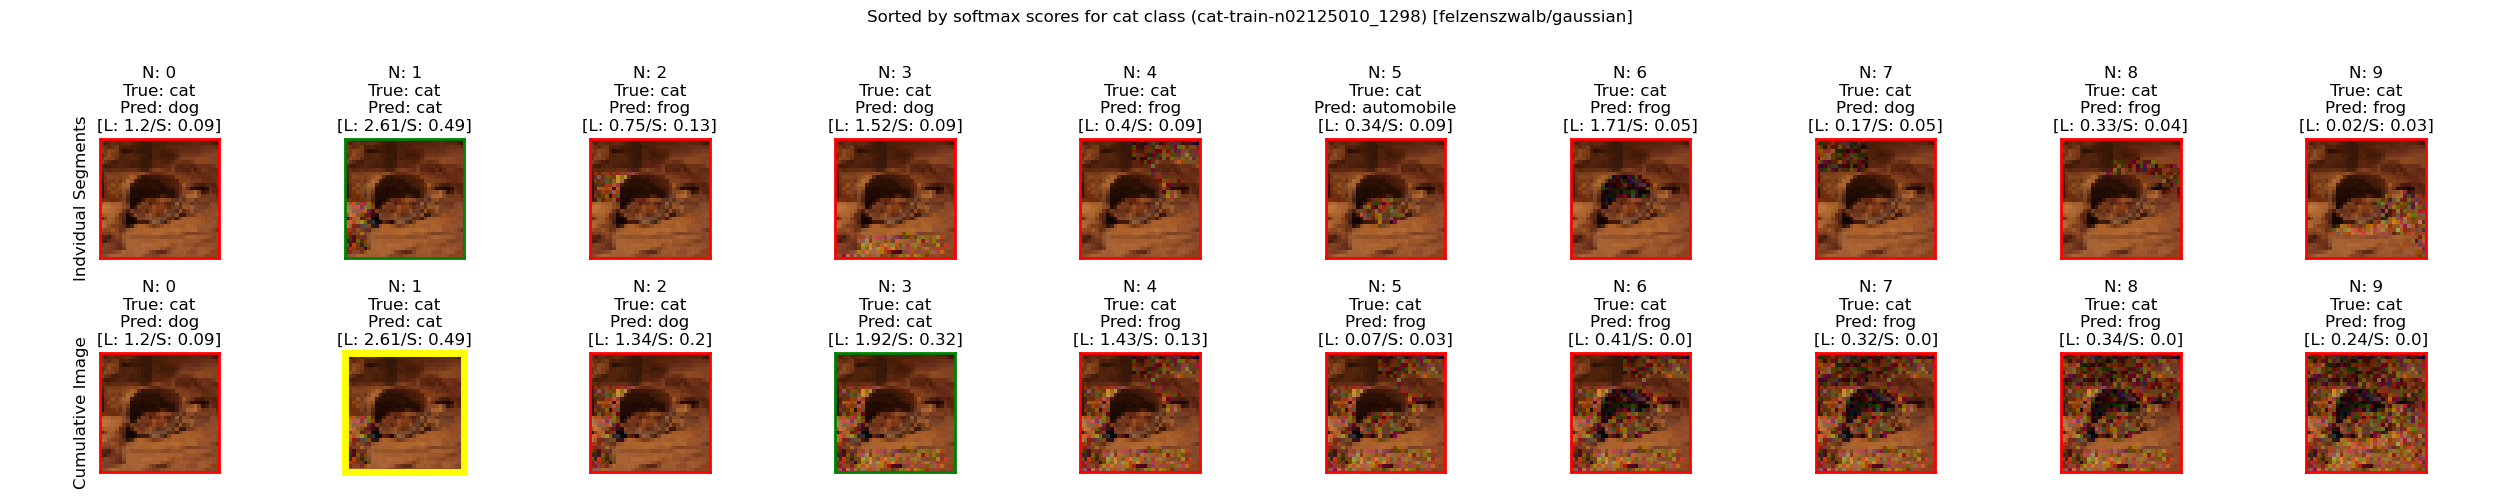 Sorted by softmax scores for cat class (cat-train-n02125010_1298) [felzenszwalb/gaussian]
Indvidual Segments
N: 0
True: cat
Pred: dog
[L: 1.2/S: 0.09]
N: 1
True: cat
Pred: cat
[L: 2.61/S: 0.49]
N: 2
True: cat
Pred: frog
[L: 0.75/S: 0.13]
N: 3
True: cat
Pred: dog
[L: 1.52/S: 0.09]
N: 4
True: cat
Pred: frog
[L: 0.4/S: 0.09]
N: 5
True: cat
Pred: automobile
[L: 0.34/S: 0.09]
N: 6
True: cat
Pred: frog
[L: 1.71/S: 0.05]
N: 7
True: cat
Pred: dog
[L: 0.17/S: 0.05]
N: 8
True: cat
Pred: frog
[L: 0.33/S: 0.04]
N: 9
True: cat
Pred: frog
[L: 0.02/S: 0.03]
Cumulative Image
N: 0
True: cat
Pred: dog
[L: 1.2/S: 0.09]
N: 1
True: cat
Pred: cat
[L: 2.61/S: 0.49]
N: 2
True: cat
Pred: dog
[L: 1.34/S: 0.2]
N: 3
True: cat
Pred: cat
[L: 1.92/S: 0.32]
N: 4
True: cat
Pred: frog
[L: 1.43/S: 0.13]
N: 5
True: cat
Pred: frog
[L: 0.07/S: 0.03]
N: 6
True: cat
Pred: frog
[L: 0.41/S: 0.0]
N: 7
True: cat
Pred: frog
[L: 0.32/S: 0.0]
N: 8
True: cat
Pred: frog
[L: 0.34/S: 0.0]
N: 9
True: cat
Pred: frog
[L: 0.24/S: 0.0]